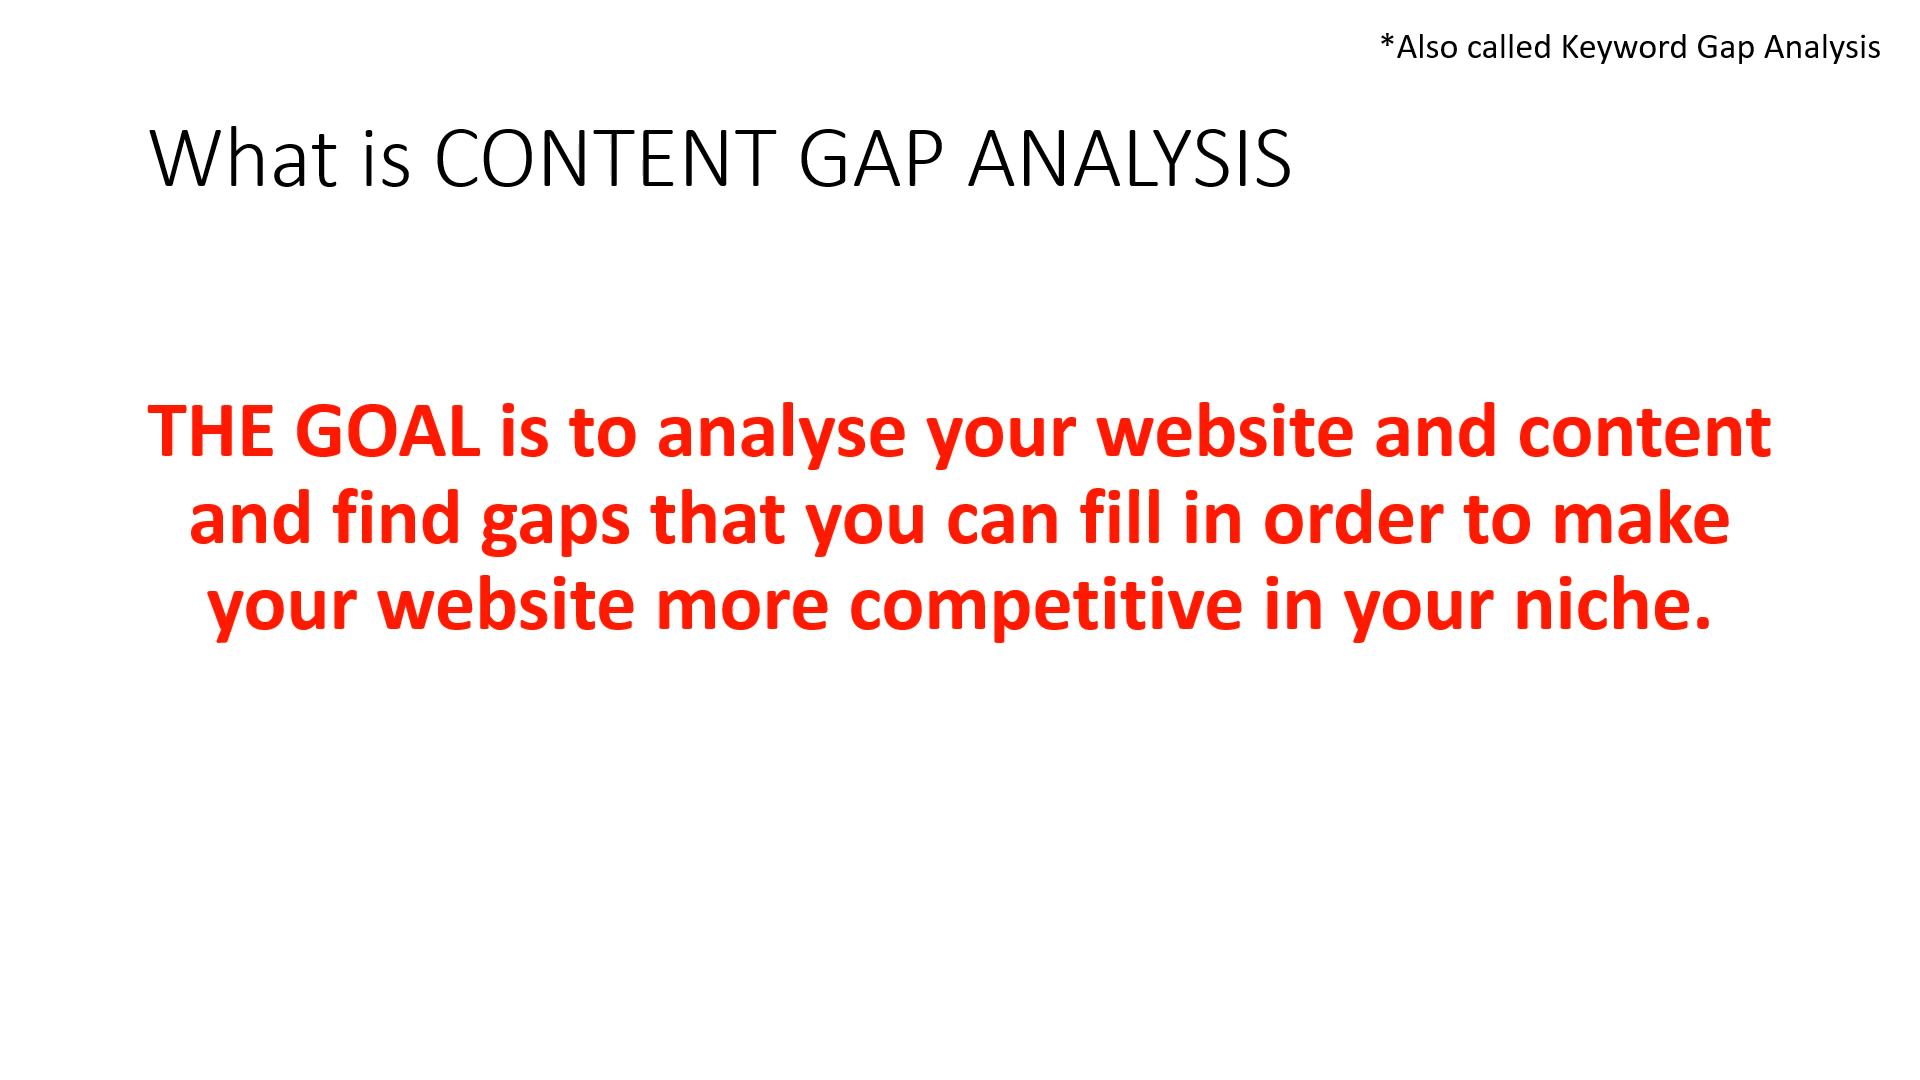 *Also called Keyword Gap Analysis
What is CONTENT GAP ANALYSIS
THE GOAL is to analyse your website and content
and find gaps that you can fill in order to make
your website more competitive in your niche.